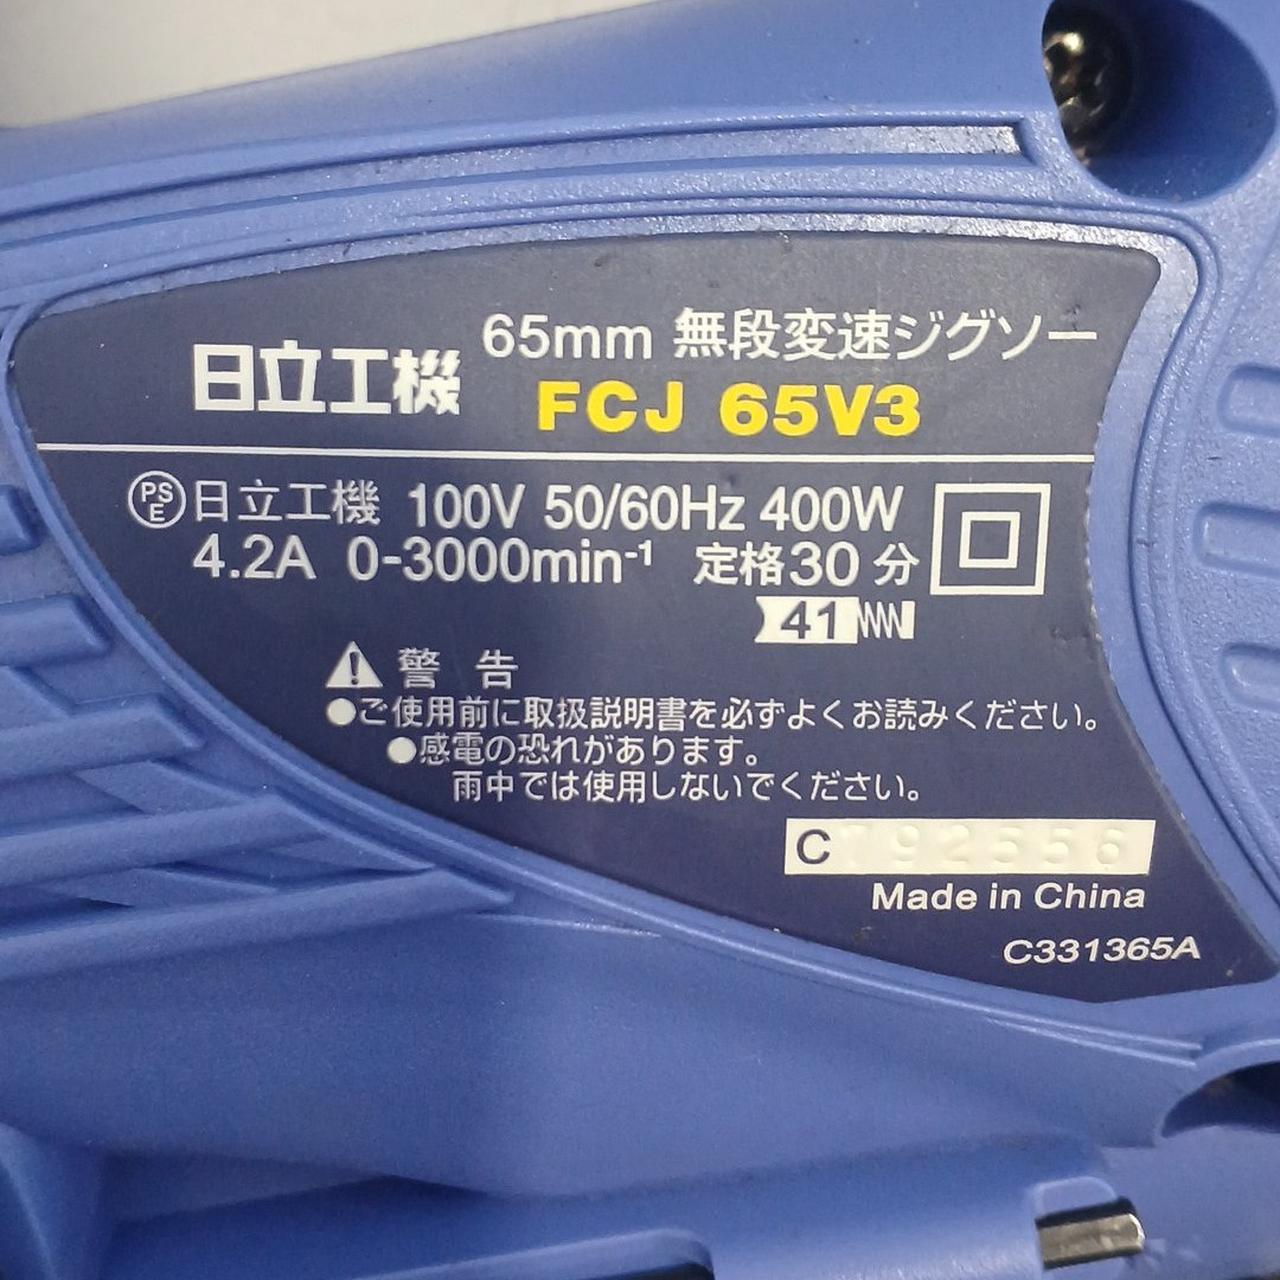 65mm 無段変速ジグソー
日立工機 FCJ 65V3
PSE 日立工機 100V 50/60Hz 400W
4.2A 0-3000min⁻¹ 定格30分
41
警告
●ご使用前に取扱説明書を必ずよくお読みください。
●感電の恐れがあります。
雨中では使用しないでください。
C792556
Made in China
C331365A